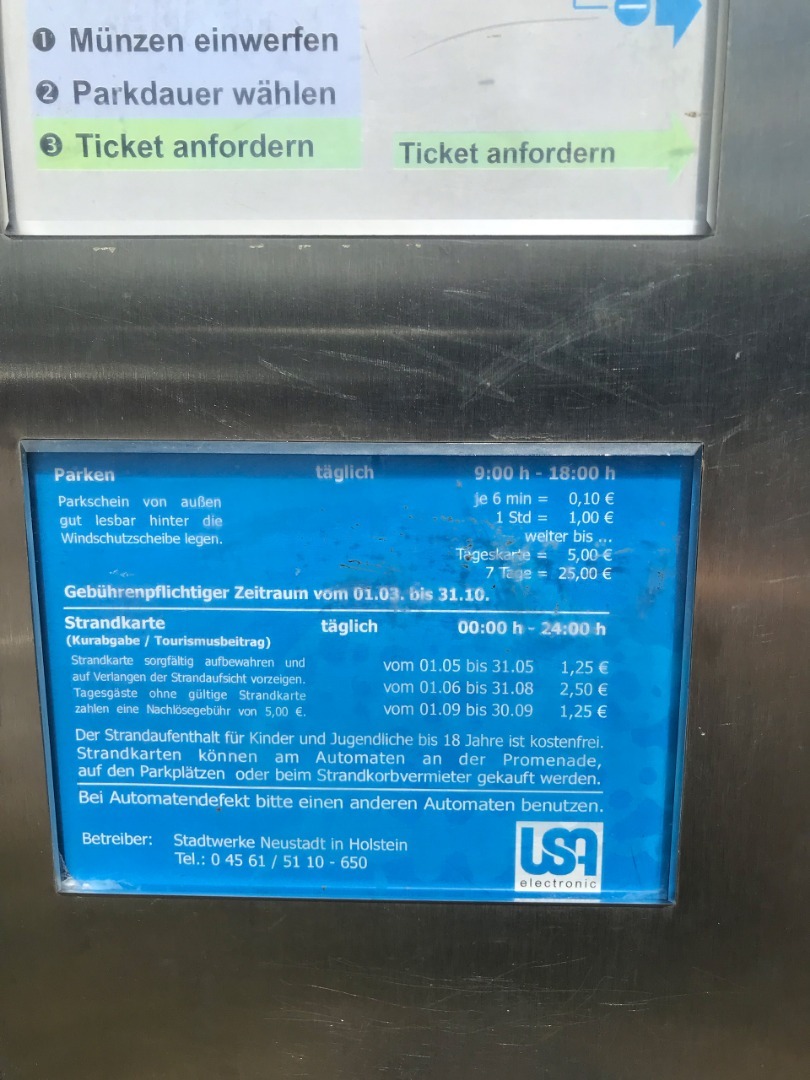 ❶ Münzen einwerfen
❷ Parkdauer wählen
❸ Ticket anfordern
Ticket anfordern
Parken täglich 9:00 h - 18:00 h
Parkschein von außen
gut lesbar hinter die
Windschutzscheibe legen.
je 6 min = 0,10 €
1 Std = 1,00 €
weiter bis ...
Tageskarte = 5,00 €
7 Tage = 25,00 €
Gebührenpflichtiger Zeitraum vom 01.03. bis 31.10.
Strandkarte täglich 00:00 h - 24:00 h
(Kurabgabe / Tourismusbeitrag)
Strandkarte sorgfältig aufbewahren und
auf Verlangen der Strandaufsicht vorzeigen.
Tagesgäste ohne gültige Strandkarte
zahlen eine Nachlösegebühr von 5,00 €.
vom 01.05 bis 31.05 1,25 €
vom 01.06 bis 31.08 2,50 €
vom 01.09 bis 30.09 1,25 €
Der Strandaufenthalt für Kinder und Jugendliche bis 18 Jahre ist kostenfrei.
Strandkarten können am Automaten an der Promenade,
auf den Parkplätzen oder beim Strandkorbvermieter gekauft werden.
Bei Automatendefekt bitte einen anderen Automaten benutzen.
Betreiber: Stadtwerke Neustadt in Holstein
Tel.: 0 45 61 / 51 10 - 650
USA
electronic